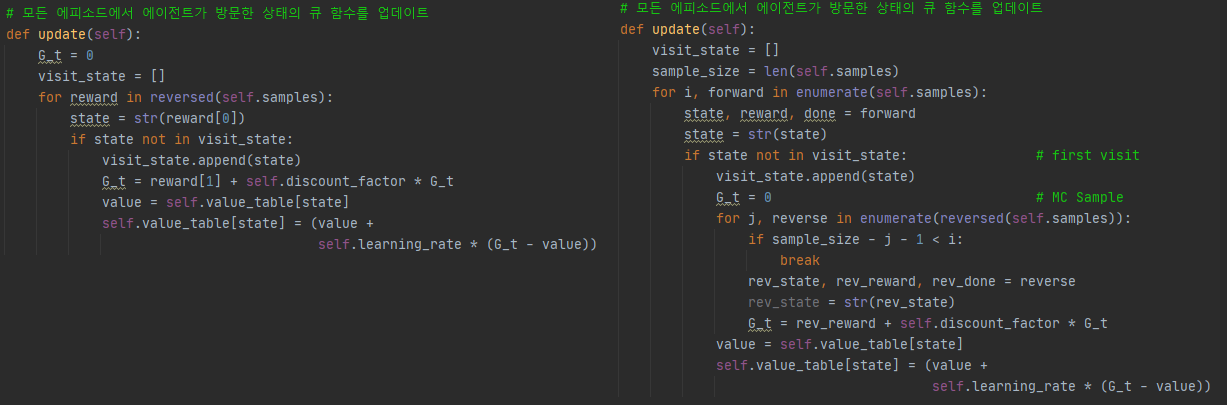 # 모든 에피소드에서 에이전트가 방문한 상태의 큐 함수를 업데이트
def update(self):
    G_t = 0
    visit_state = []
    for reward in reversed(self.samples):
        state = str(reward[0])
        if state not in visit_state:
            visit_state.append(state)
            G_t = reward[1] + self.discount_factor * G_t
            value = self.value_table[state]
            self.value_table[state] = (value +
                                       self.learning_rate * (G_t - value))
# 모든 에피소드에서 에이전트가 방문한 상태의 큐 함수를 업데이트
def update(self):
    visit_state = []
    sample_size = len(self.samples)
    for i, forward in enumerate(self.samples):
        state, reward, done = forward
        state = str(state)
        if state not in visit_state:                # first visit
            visit_state.append(state)
            G_t = 0                                 # MC Sample
            for j, reverse in enumerate(reversed(self.samples)):
                if sample_size - j - 1 < i:
                    break
                rev_state, rev_reward, rev_done = reverse
                rev_state = str(rev_state)
                G_t = rev_reward + self.discount_factor * G_t
            value = self.value_table[state]
            self.value_table[state] = (value +
                                       self.learning_rate * (G_t - value))